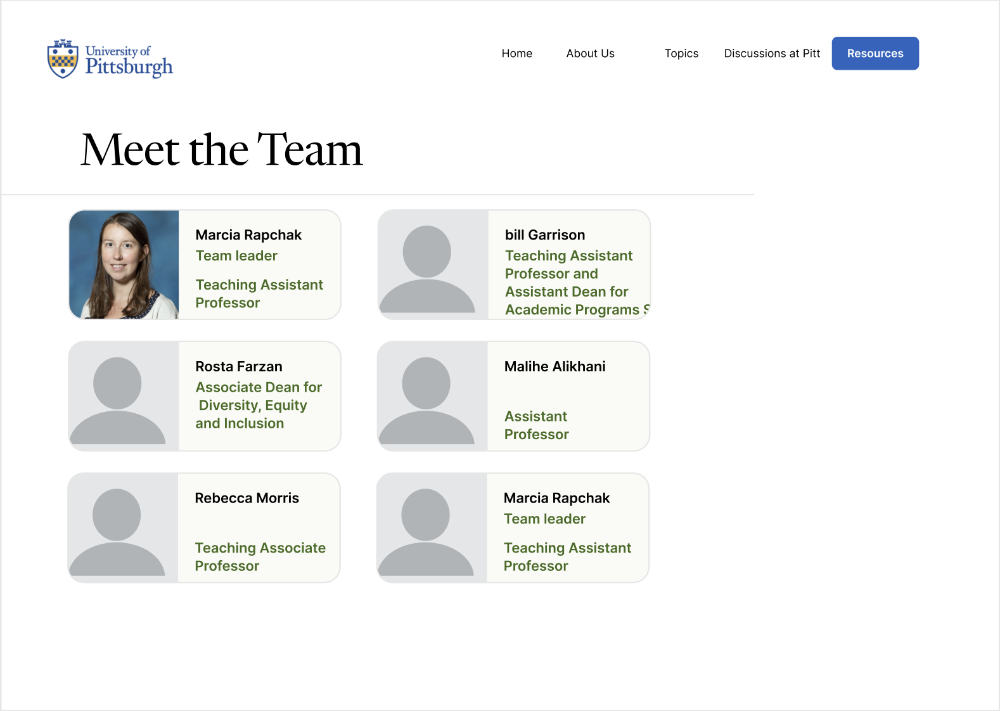 University of
Pittsburgh
Home About Us Topics Discussions at Pitt Resources
Meet the Team
Marcia Rapchak
Team leader
Teaching Assistant
Professor
bill Garrison
Teaching Assistant
Professor and
Assistant Dean for
Academic Programs S
Rosta Farzan
Associate Dean for
Diversity, Equity
and Inclusion
Malihe Alikhani
Assistant
Professor
Rebecca Morris
Teaching Associate
Professor
Marcia Rapchak
Team leader
Teaching Assistant
Professor